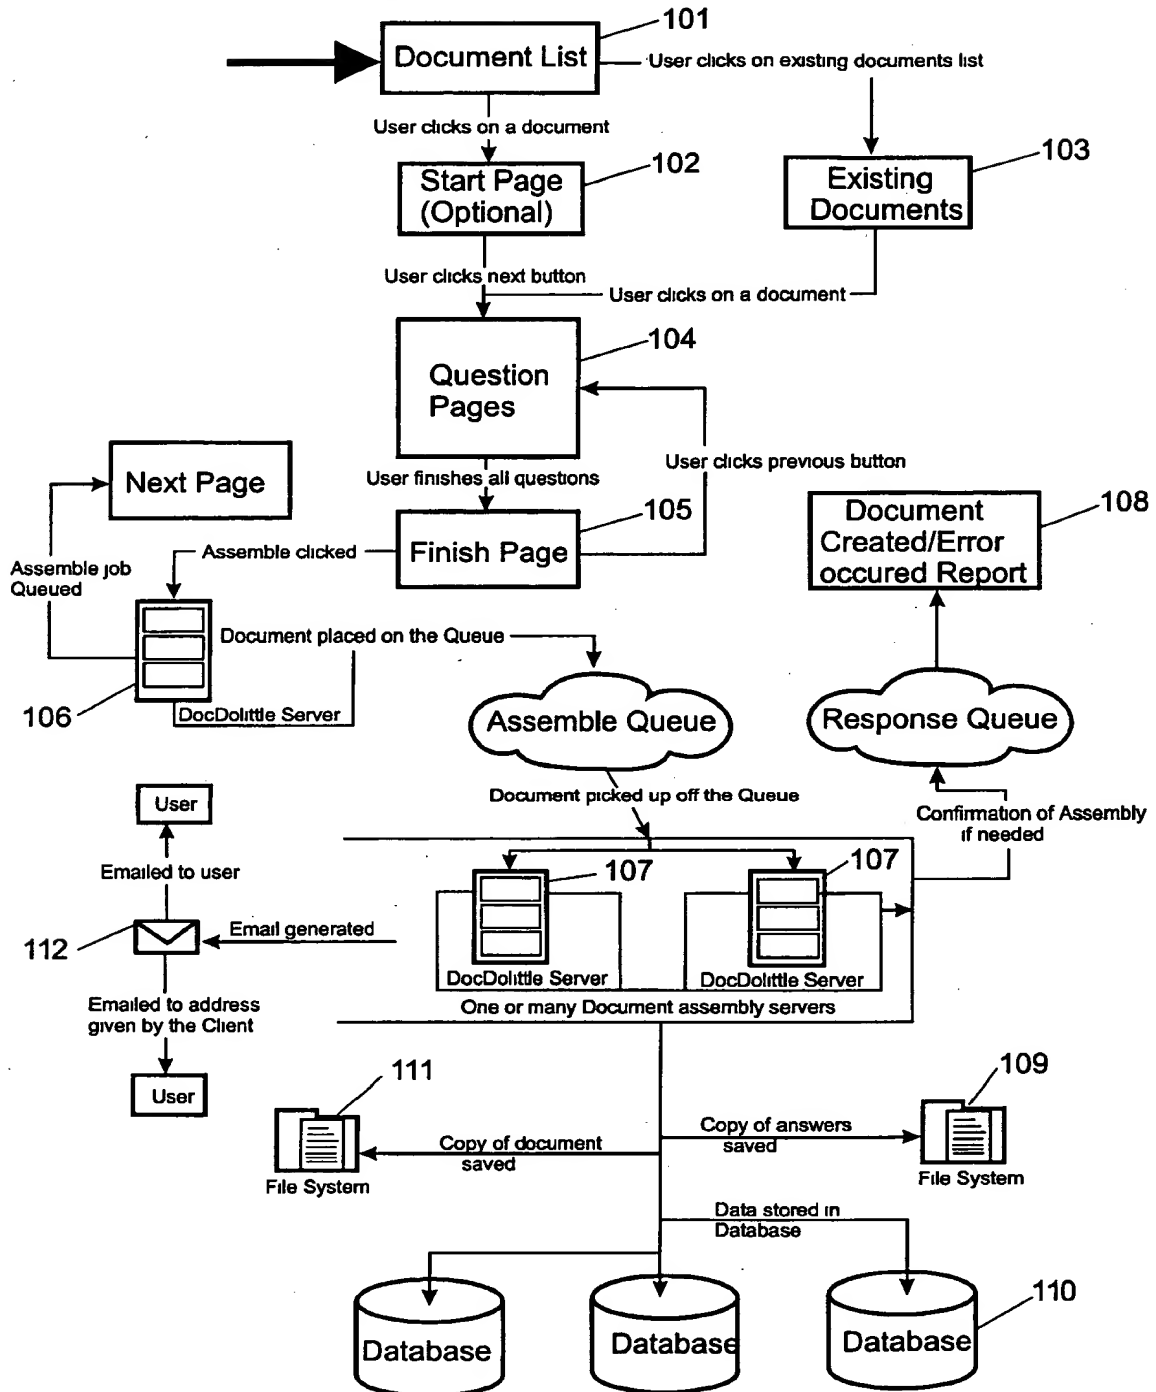 101
Document List
User clicks on existing documents list
User clicks on a document
102
Start Page
(Optional)
103
Existing
Documents
User clicks next button
User clicks on a document
104
Question
Pages
Next Page
User finishes all questions
User clicks previous button
105
Finish Page
108
Document
Created/Error
occured Report
Assemble clicked
Assemble job
Queued
Document placed on the Queue
106
DocDolittle Server
Assemble Queue
Response Queue
Document picked up off the Queue
Confirmation of Assembly
if needed
User
Emailed to user
112
Email generated
Emailed to address
given by the Client
User
107
107
DocDolittle Server
DocDolittle Server
One or many Document assembly servers
111
109
Copy of document
saved
Copy of answers
saved
File System
File System
Data stored in
Database
110
Database
Database
Database